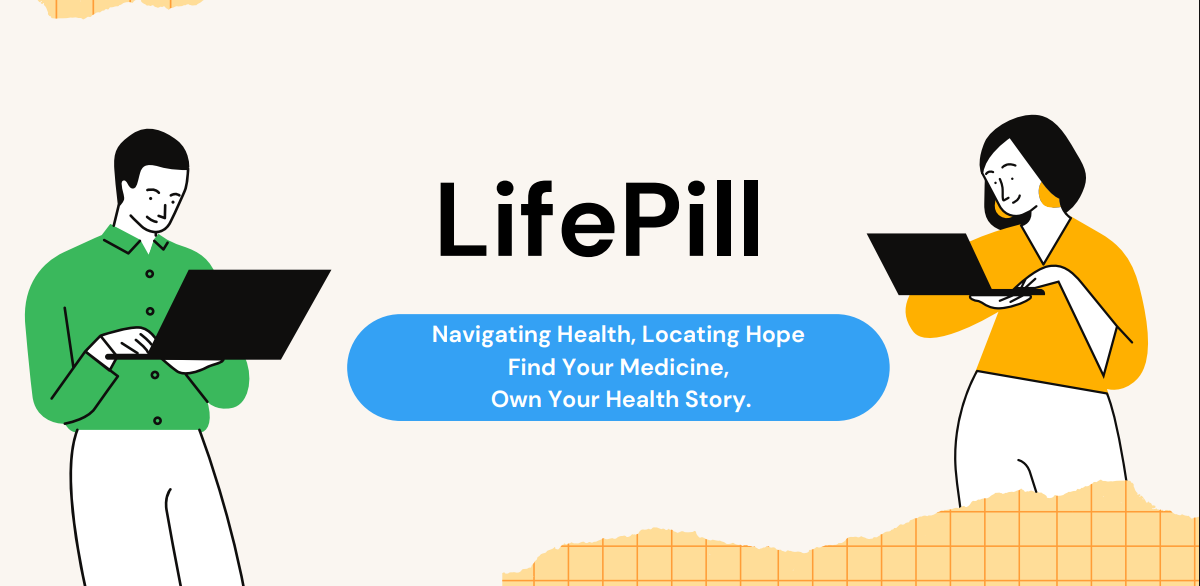 LifePill
Navigating Health, Locating Hope
Find Your Medicine,
Own Your Health Story.